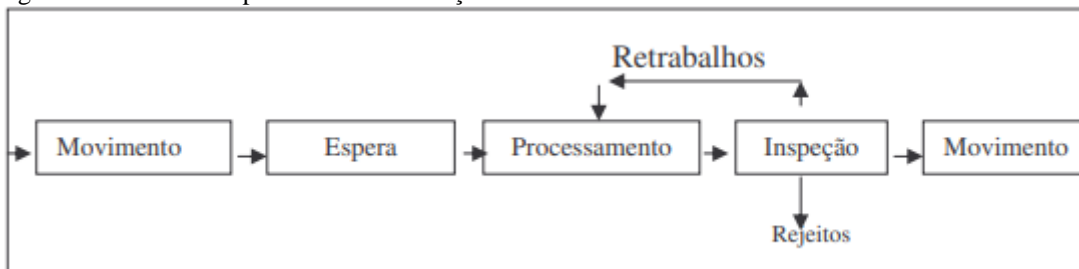 Retrabalhos
Movimento
Espera
Processamento
Inspeção
Movimento
Rejeitos